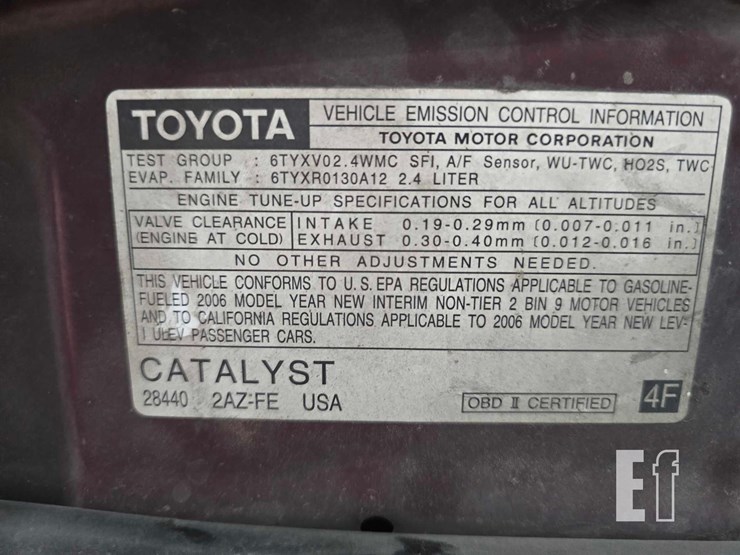 TOYOTA
VEHICLE EMISSION CONTROL INFORMATION
TOYOTA MOTOR CORPORATION
TEST GROUP : 6TYXV02.4WMC SFI, A/F Sensor, WU-TWC, HO2S, TWC
EVAP. FAMILY : 6TYXR0130A12 2.4 LITER
ENGINE TUNE-UP SPECIFICATIONS FOR ALL ALTITUDES
VALVE CLEARANCE INTAKE 0.19-0.29mm (0.007-0.011 in.)
(ENGINE AT COLD) EXHAUST 0.30-0.40mm (0.012-0.016 in.)
NO OTHER ADJUSTMENTS NEEDED.
THIS VEHICLE CONFORMS TO U.S. EPA REGULATIONS APPLICABLE TO GASOLINE-
FUELED 2006 MODEL YEAR NEW INTERIM NON-TIER 2 BIN 9 MOTOR VEHICLES
AND TO CALIFORNIA REGULATIONS APPLICABLE TO 2006 MODEL YEAR NEW LEV-
I ULEV PASSENGER CARS.
CATALYST
28440 2AZ-FE USA OBD II CERTIFIED 4F
Ef